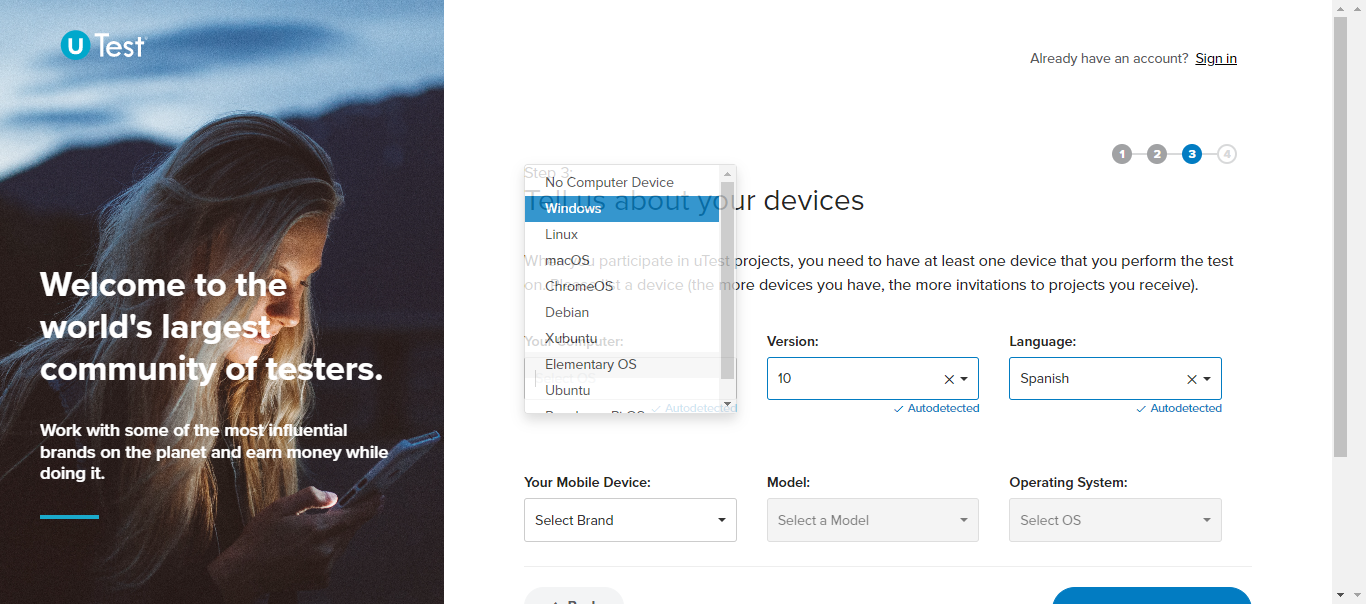 U Test
Already have an account? Sign in
1 2 3 4
Step 3:
Tell us about your devices
No Computer Device
Windows
Linux
macOS
ChromeOS
Debian
Xubuntu
Elementary OS
Ubuntu
When you participate in uTest projects, you need to have at least one device that you perform the test
on. a device (the more devices you have, the more invitations to projects you receive).
Your Computer:
Version:
Language:
Select OS
10
Spanish
Autodetected
Autodetected
Autodetected
Your Mobile Device:
Model:
Operating System:
Select Brand
Select a Model
Select OS
Welcome to the
world's largest
community of testers.
Work with some of the most influential
brands on the planet and earn money while
doing it.